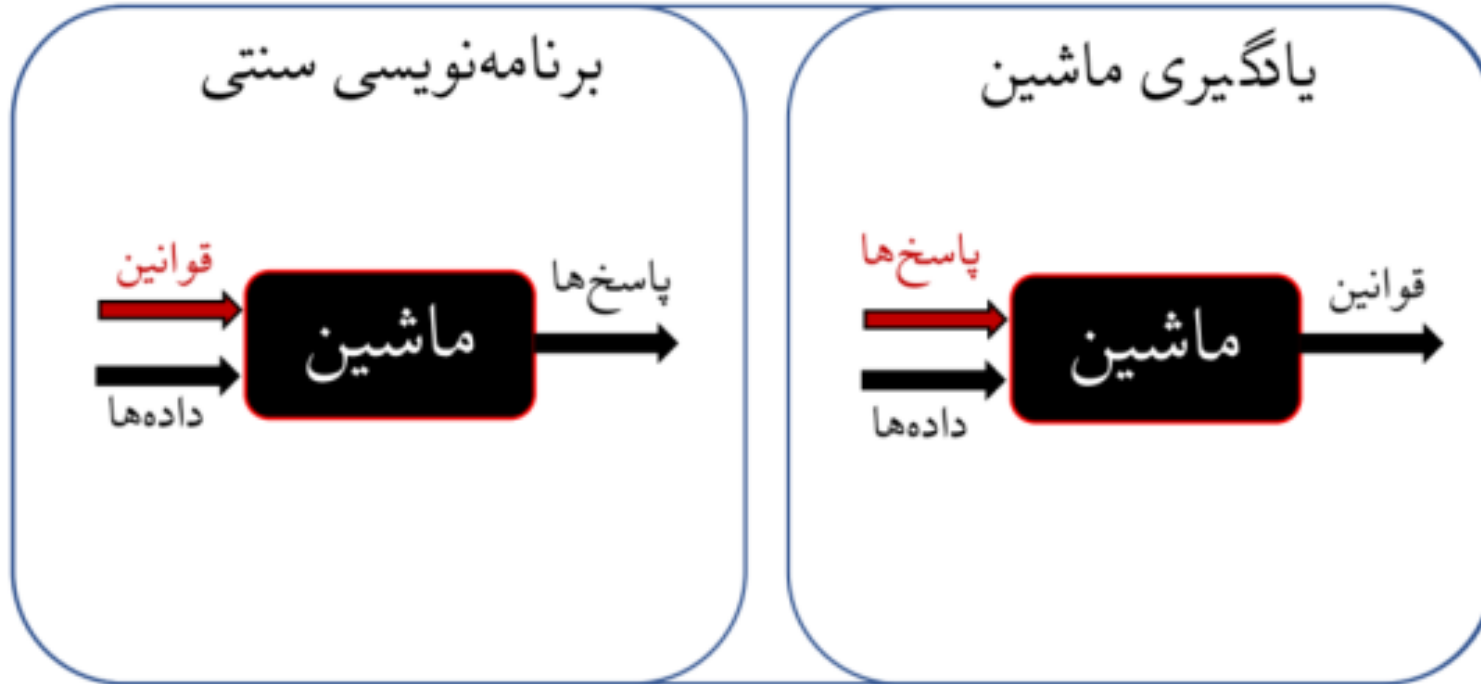 یادگیری ماشین
پاسخ‌ها
داده‌ها
ماشین
قوانین
برنامه‌نویسی سنتی
قوانین
داده‌ها
ماشین
پاسخ‌ها